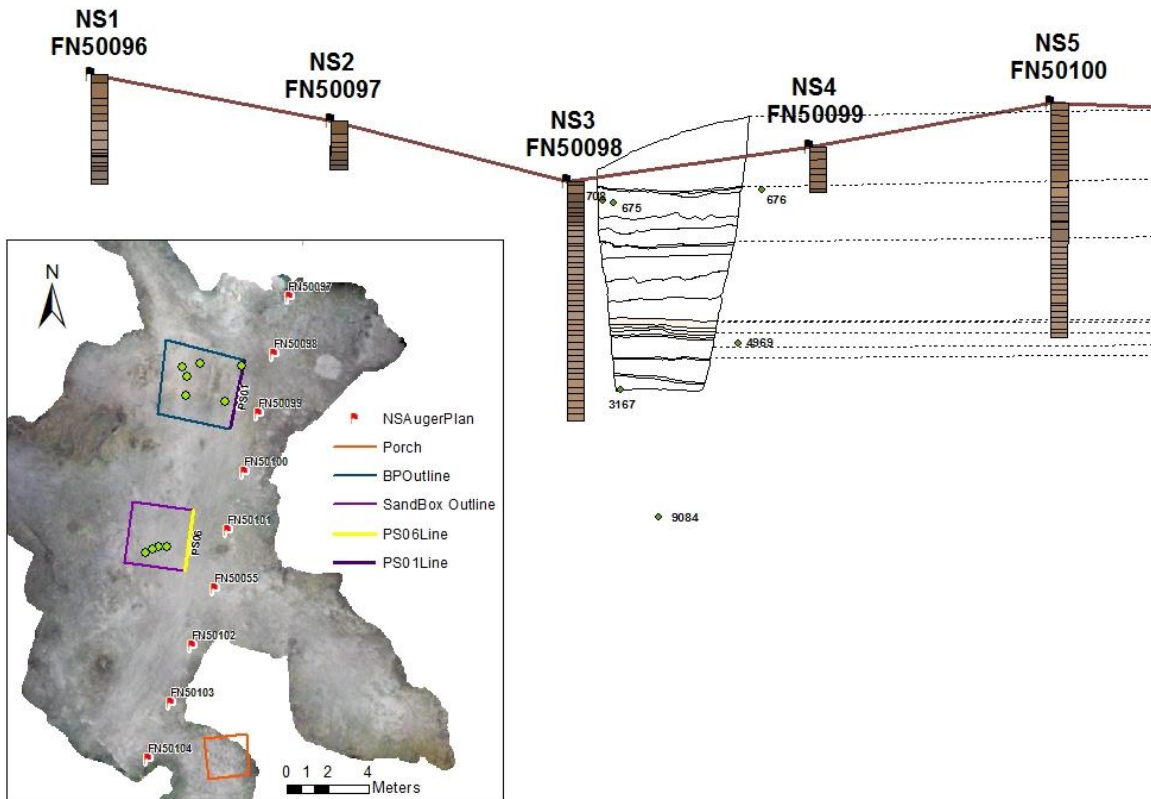 NS1
FN50096
NS2
FN50097
NS3
FN50098
NS4
FN50099
NS5
FN50100
708
675
676
4969
3167
9084
N
FN50097
FN50098
PS01
FN50099
FN50100
FN50101
PS06
FN50055
FN50102
FN50103
FN50104
NSAugerPlan
Porch
BPOutline
SandBox Outline
PS06Line
PS01Line
0 1 2 4
Meters